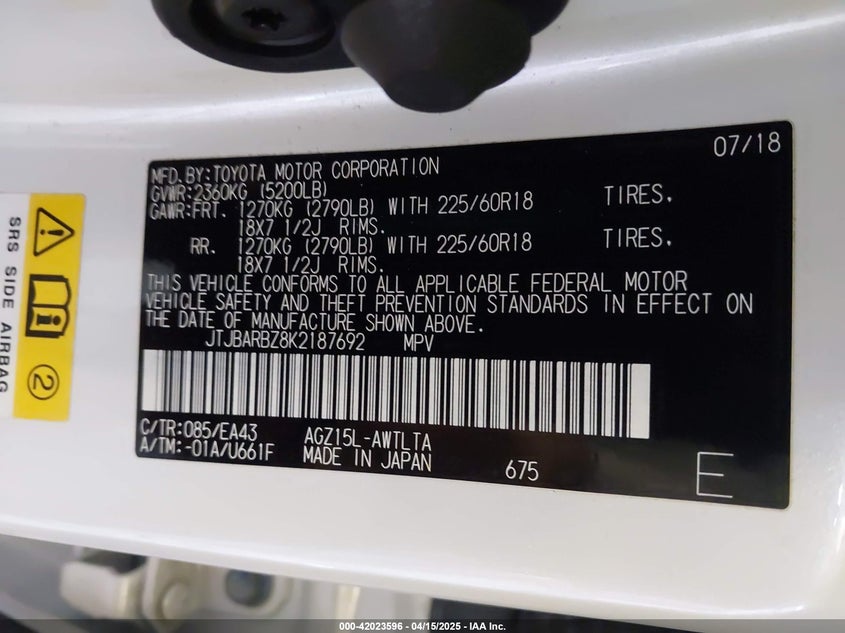 07/18
MFD.BY:TOYOTA MOTOR CORPORATION
GVWR:2360KG (5200LB)
GAWR:FRT. 1270KG (2790LB) WITH 225/60R18 TIRES.
18X7 1/2J RIMS.
RR. 1270KG (2790LB) WITH 225/60R18 TIRES.
18X7 1/2J RIMS.
THIS VEHICLE CONFORMS TO ALL APPLICABLE FEDERAL MOTOR
VEHICLE SAFETY AND THEFT PREVENTION STANDARDS IN EFFECT ON
THE DATE OF MANUFACTURE SHOWN ABOVE.
JTJBARBZ8K2187692 MPV
C/TR:085/EA43 AGZ15L-AWTLTA
A/TM:-01A/U661F MADE IN JAPAN 675 E
SRS SIDE AIRBAG
2
000-42023596 - 04/15/2025 - IAA Inc.